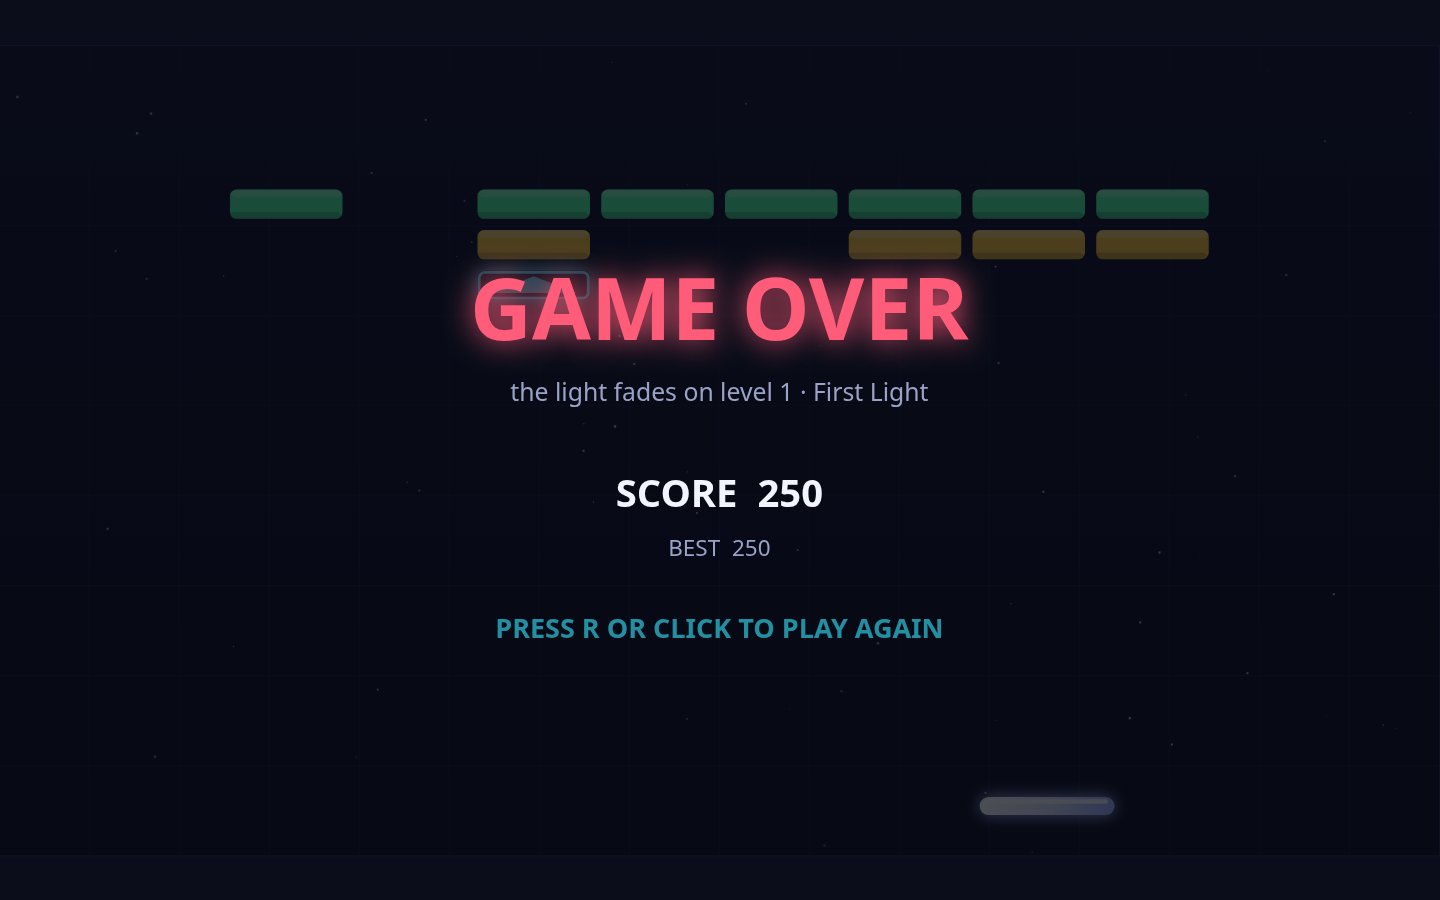 GAME OVER
the light fades on level 1 · First Light
SCORE 250
BEST 250
PRESS R OR CLICK TO PLAY AGAIN